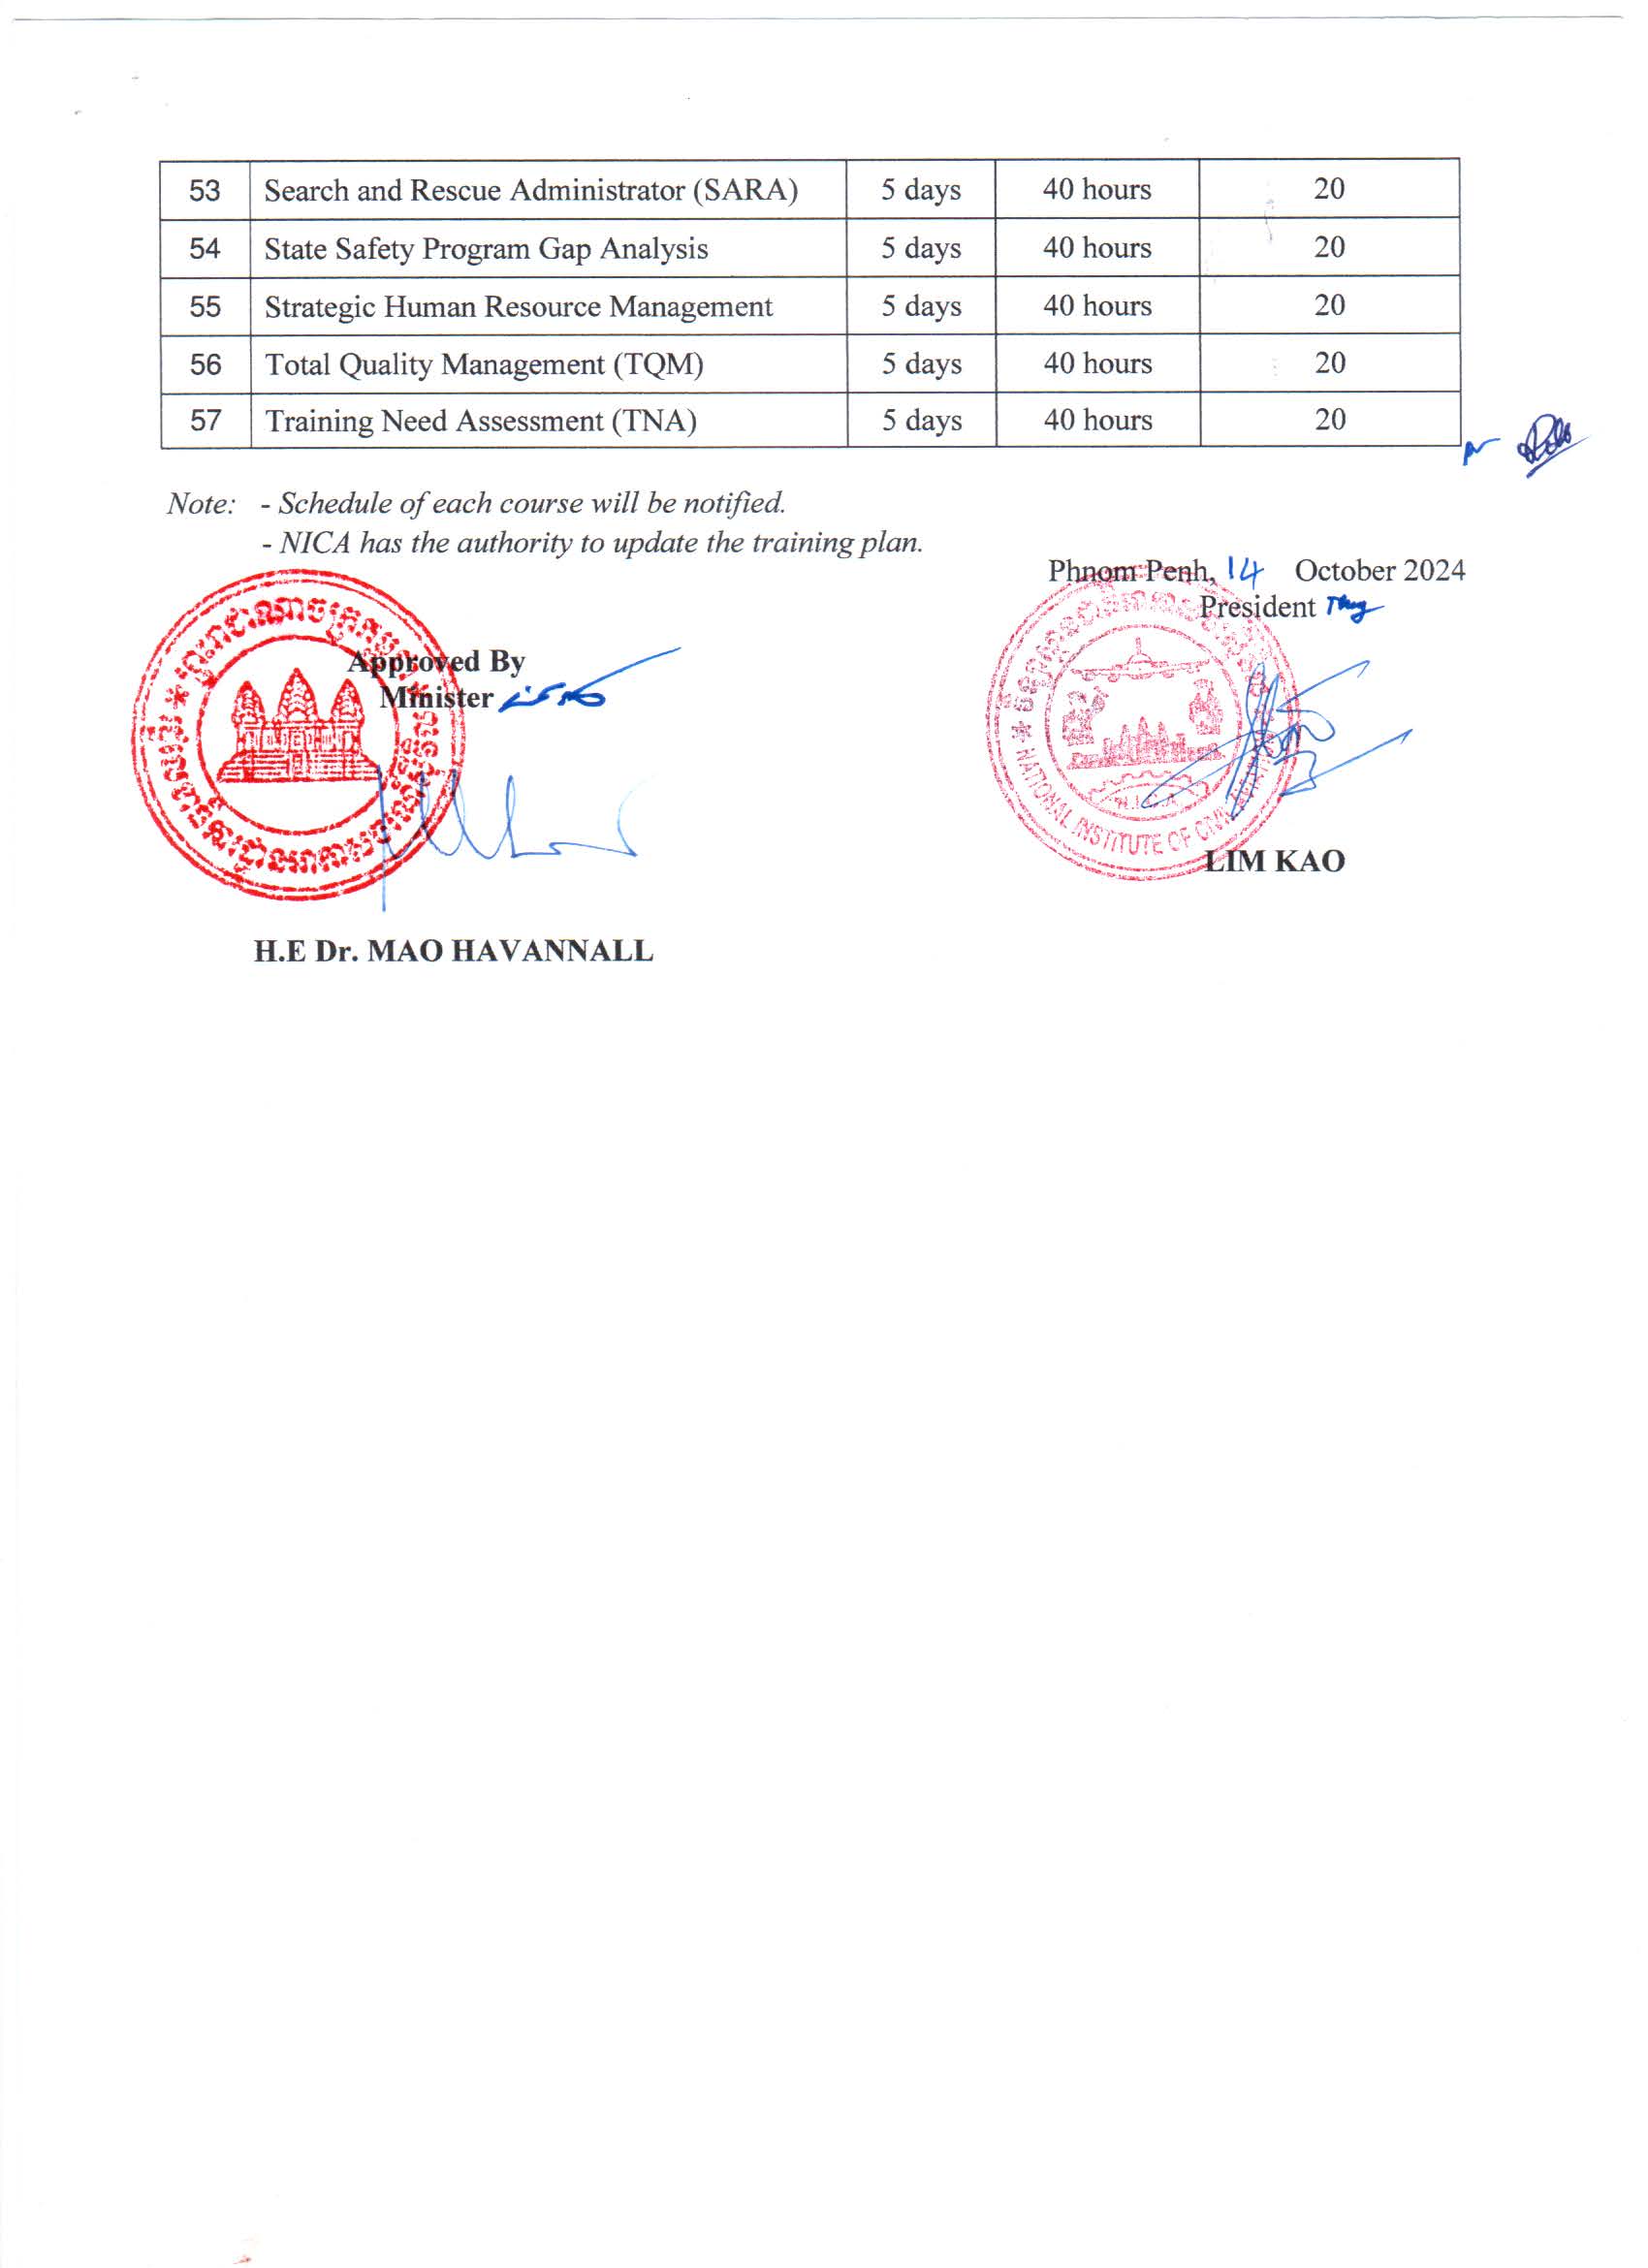 53 Search and Rescue Administrator (SARA) 5 days 40 hours 20
54 State Safety Program Gap Analysis 5 days 40 hours 20
55 Strategic Human Resource Management 5 days 40 hours 20
56 Total Quality Management (TQM) 5 days 40 hours 20
57 Training Need Assessment (TNA) 5 days 40 hours 20
Note: - Schedule of each course will be notified.
- NICA has the authority to update the training plan.
Phnom Penh, 14 October 2024
President
Approved By
Minister
NATIONAL INSTITUTE OF CIVIL AVIATION
N.I.C.A
LIM KAO
H.E Dr. MAO HAVANNALL